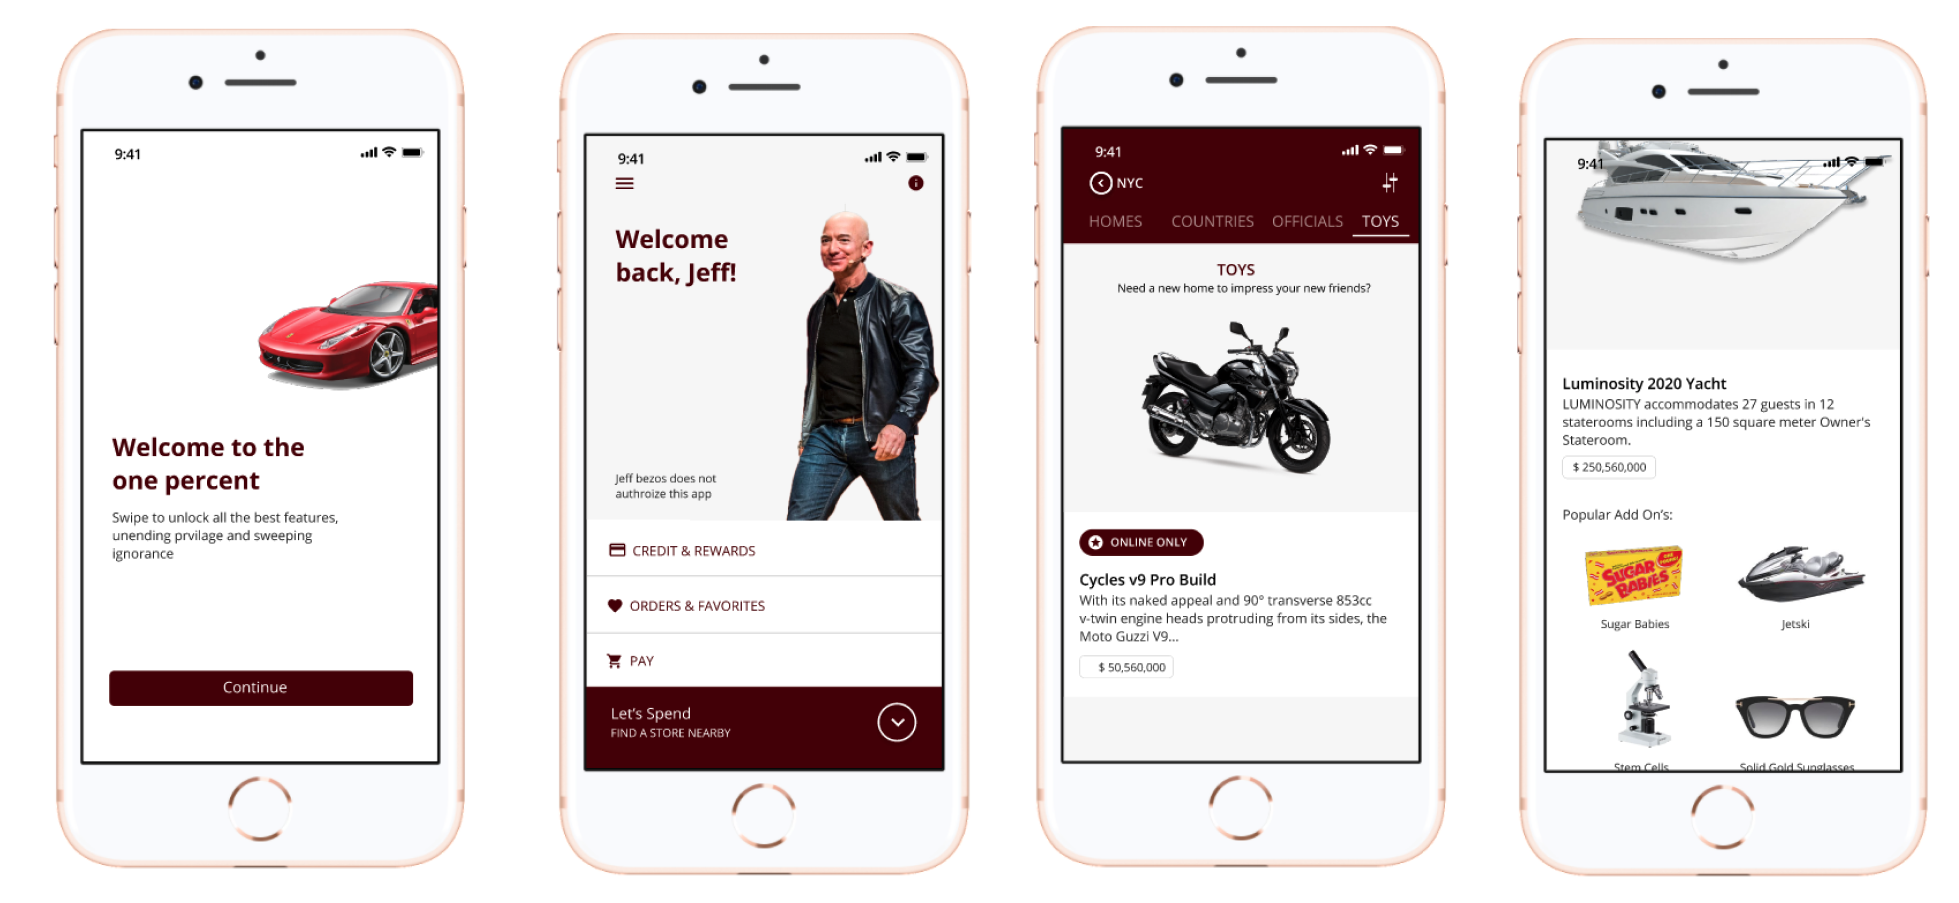 9:41
Welcome to the
one percent
Swipe to unlock all the best features,
unending prvilage and sweeping
ignorance
Continue
9:41
Welcome
back, Jeff!
Jeff bezos does not
authroize this app
CREDIT & REWARDS
ORDERS & FAVORITES
PAY
Let's Spend
FIND A STORE NEARBY
9:41
NYC
HOMES COUNTRIES OFFICIALS TOYS
TOYS
Need a new home to impress your new friends?
ONLINE ONLY
Cycles v9 Pro Build
With its naked appeal and 90° transverse 853cc
v-twin engine heads protruding from its sides, the
Moto Guzzi V9...
$ 50,560,000
9:41
Luminosity 2020 Yacht
LUMINOSITY accommodates 27 guests in 12
staterooms including a 150 square meter Owner's
Stateroom.
$ 250,560,000
Popular Add On's:
SUGAR
BABIES
Sugar Babies
Jetski
Stem Cells
Solid Gold Sunglasses